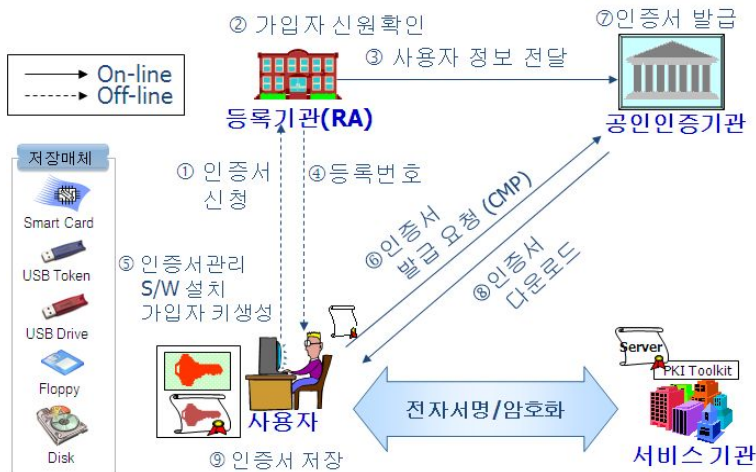 ② 가입자 신원확인
⑦인증서 발급
③ 사용자 정보 전달
On-line
Off-line
등록기관(RA)
공인인증기관
저장매체
Smart Card
USB Token
USB Drive
Floppy
Disk
① 인증서
신청
④등록번호
⑤ 인증서관리
S/W 설치
가입자 키생성
⑥인증서
발급 요청 (CMP)
⑧인증서
다운로드
사용자
⑨ 인증서 저장
전자서명/암호화
Server
PKI Toolkit
서비스 기관